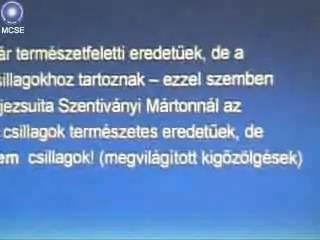 MCSE
ár természetfeletti eredetűek, de a
sillagokhoz tartoznak – ezzel szemben
jezsuita Szentiványi Mártonnál az
csillagok természetes eredetűek, de
em csillagok! (megvilágított kigőzölgések)